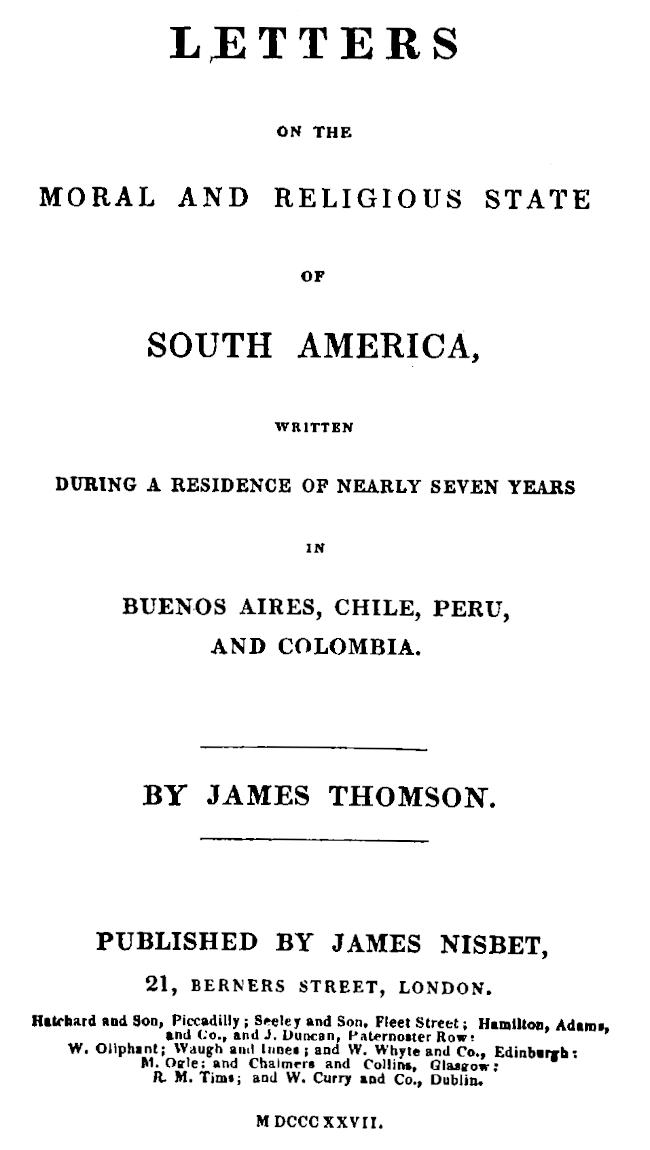 LETTERS
ON THE
MORAL AND RELIGIOUS STATE
OF
SOUTH AMERICA,
WRITTEN
DURING A RESIDENCE OF NEARLY SEVEN YEARS
IN
BUENOS AIRES, CHILE, PERU,
AND COLOMBIA.
BY JAMES THOMSON.
PUBLISHED BY JAMES NISBET,
21, BERNERS STREET, LONDON.
Hatchard and Son, Piccadilly; Seeley and Son, Fleet Street; Hamilton, Adams,
and Co., and J. Duncan, Paternoster Row:
W. Oliphant; Waugh and Innes; and W. Whyte and Co., Edinburgh:
M. Ogle; and Chalmers and Collins, Glasgow:
R. M. Tims; and W. Curry and Co., Dublin.
MDCCCXXVII.